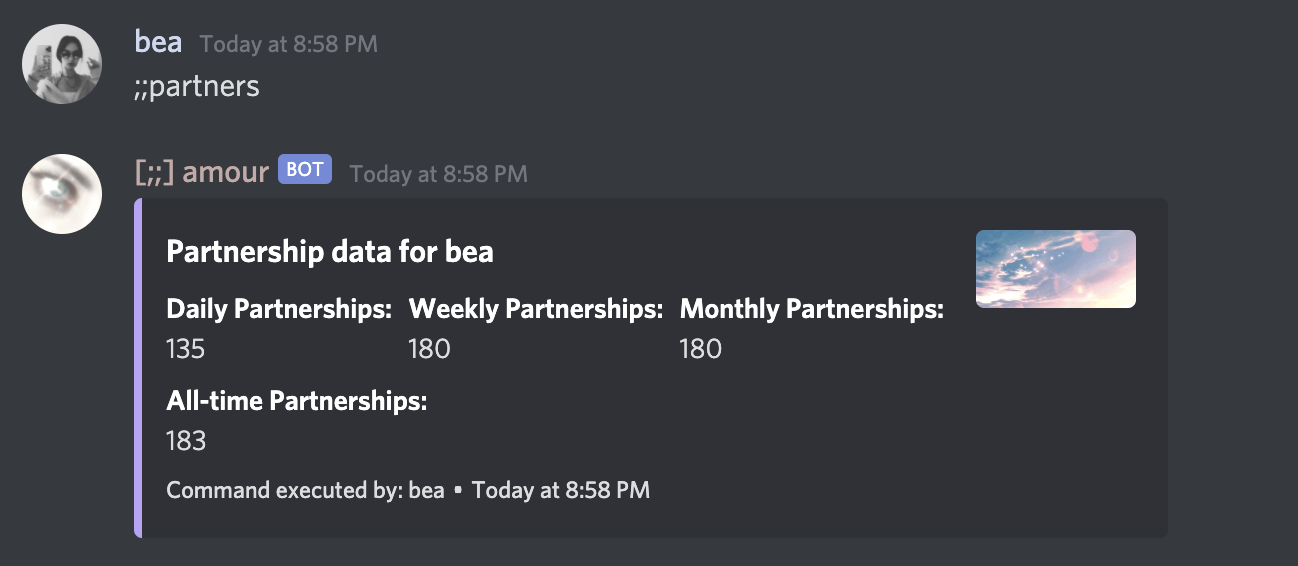 bea Today at 8:58 PM
;;partners
[;;] amour BOT Today at 8:58 PM
Partnership data for bea
Daily Partnerships: Weekly Partnerships: Monthly Partnerships:
135 180 180
All-time Partnerships:
183
Command executed by: bea • Today at 8:58 PM